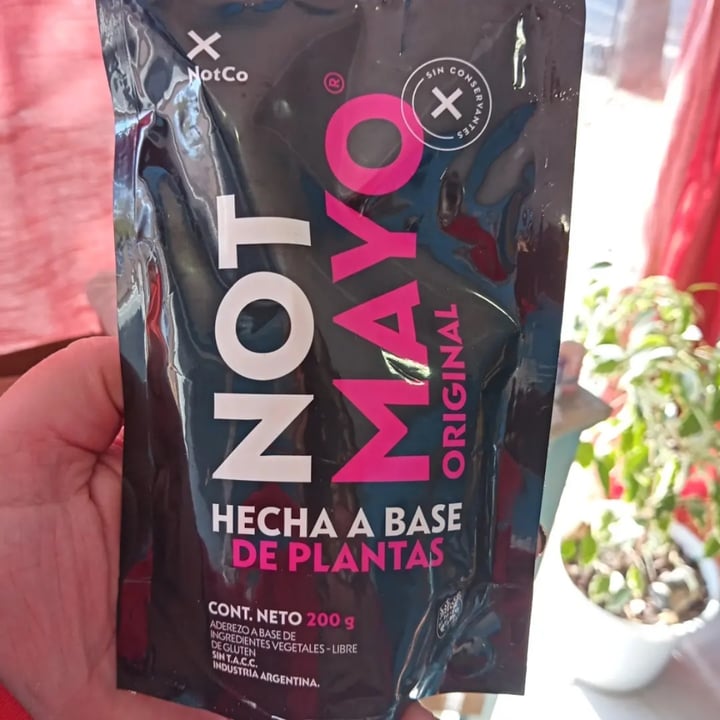 NotCo
SIN CONSERVANTES
NOT
MAYO®
ORIGINAL
HECHA A BASE
DE PLANTAS
CONT. NETO 200 g
ADEREZO A BASE DE
INGREDIENTES VEGETALES - LIBRE
DE GLUTEN
SIN T.A.C.C.
INDUSTRIA ARGENTINA.